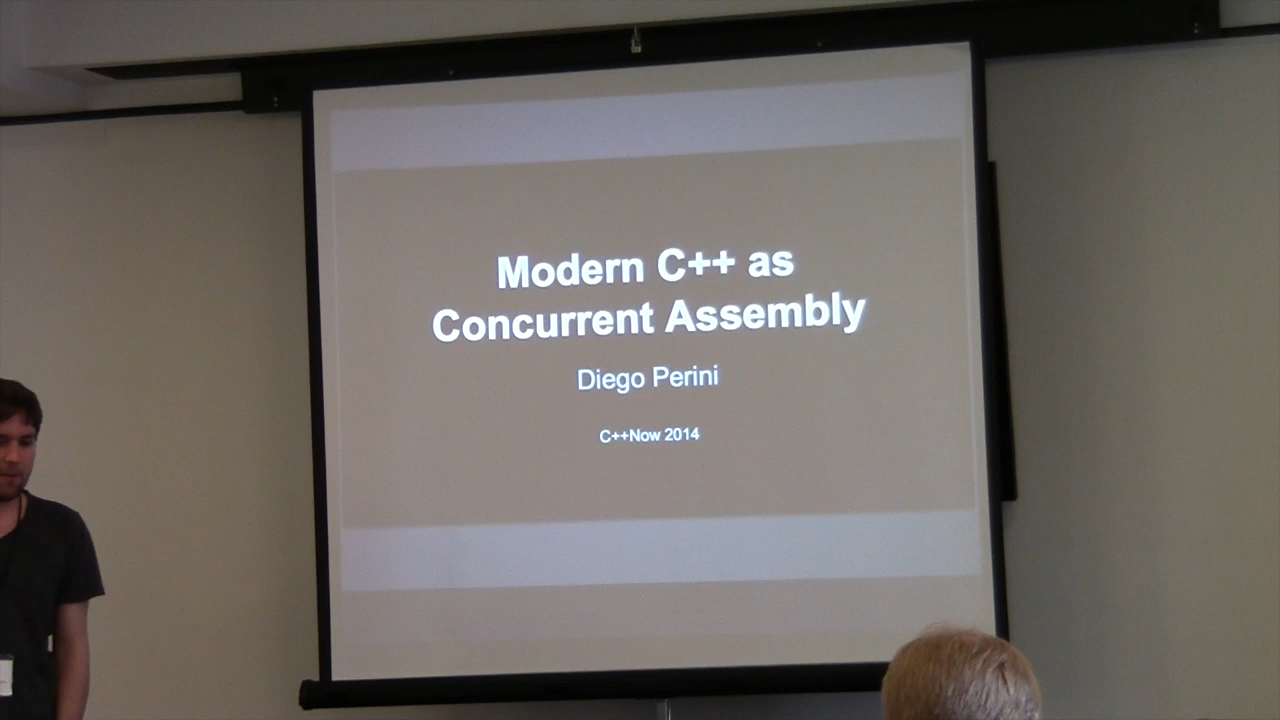 Modern C++ as
Concurrent Assembly
Diego Perini
C++Now 2014